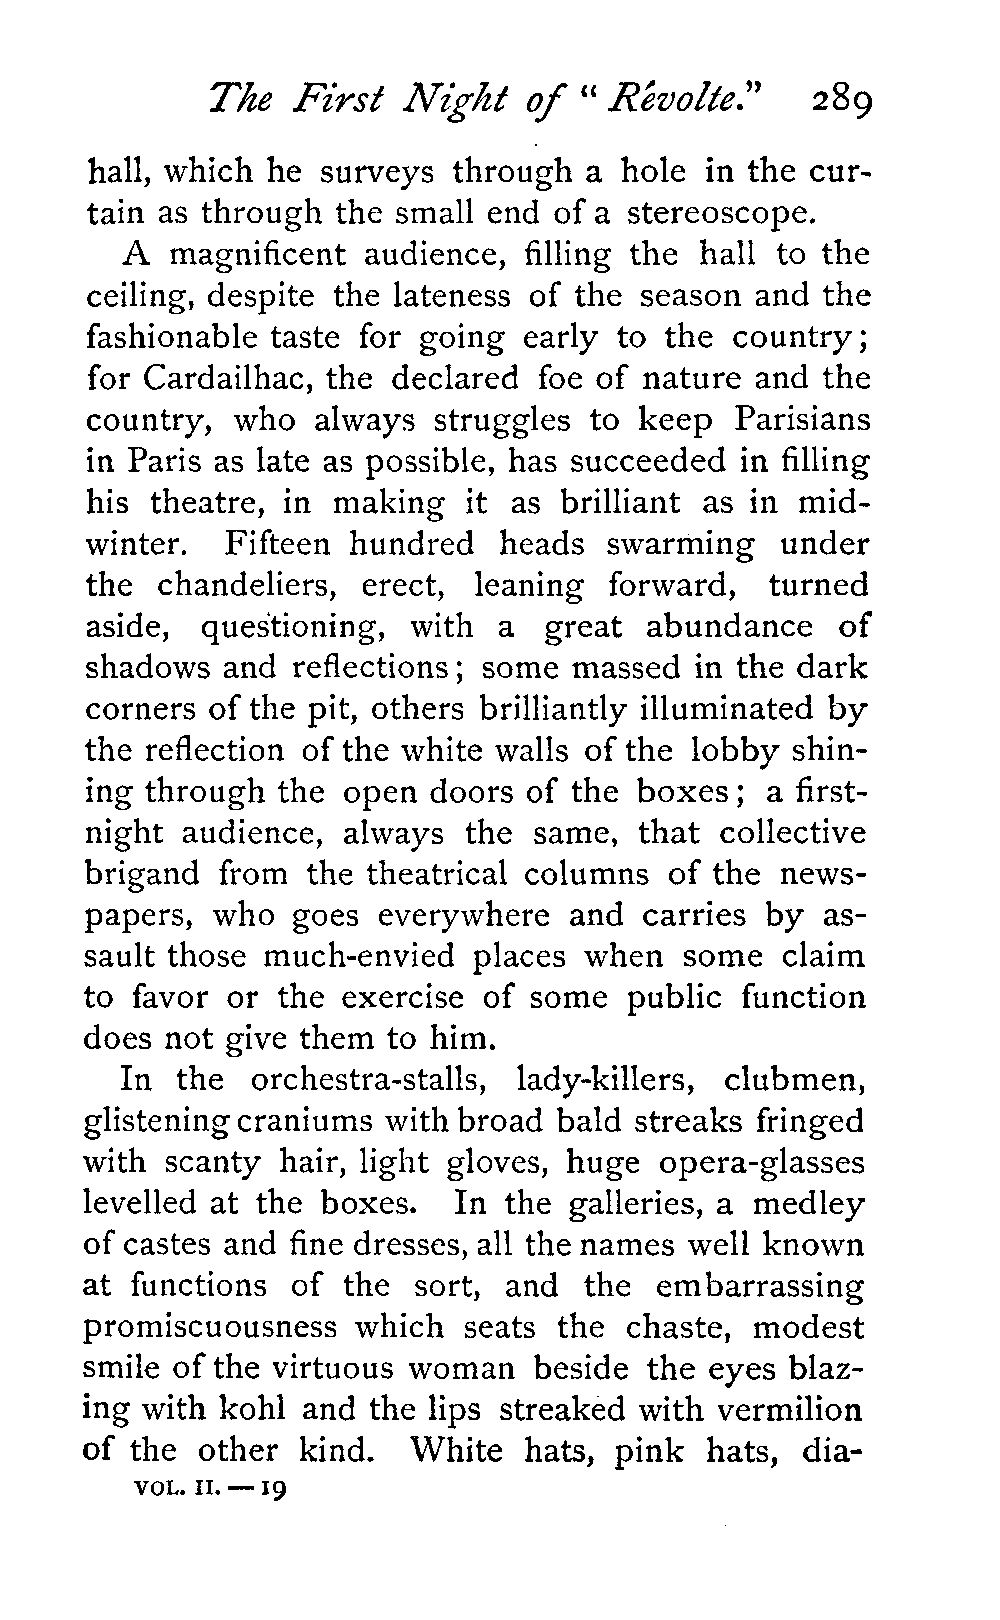 The First Night of “Révolte.” 289
hall, which he surveys through a hole in the cur-
tain as through the small end of a stereoscope.
A magnificent audience, filling the hall to the
ceiling, despite the lateness of the season and the
fashionable taste for going early to the country;
for Cardailhac, the declared foe of nature and the
country, who always struggles to keep Parisians
in Paris as late as possible, has succeeded in filling
his theatre, in making it as brilliant as in mid-
winter. Fifteen hundred heads swarming under
the chandeliers, erect, leaning forward, turned
aside, questioning, with a great abundance of
shadows and reflections; some massed in the dark
corners of the pit, others brilliantly illuminated by
the reflection of the white walls of the lobby shin-
ing through the open doors of the boxes; a first-
night audience, always the same, that collective
brigand from the theatrical columns of the news-
papers, who goes everywhere and carries by as-
sault those much-envied places when some claim
to favor or the exercise of some public function
does not give them to him.
In the orchestra-stalls, lady-killers, clubmen,
glistening craniums with broad bald streaks fringed
with scanty hair, light gloves, huge opera-glasses
levelled at the boxes. In the galleries, a medley
of castes and fine dresses, all the names well known
at functions of the sort, and the embarrassing
promiscuousness which seats the chaste, modest
smile of the virtuous woman beside the eyes blaz-
ing with kohl and the lips streaked with vermilion
of the other kind. White hats, pink hats, dia-
VOL. II. — 19